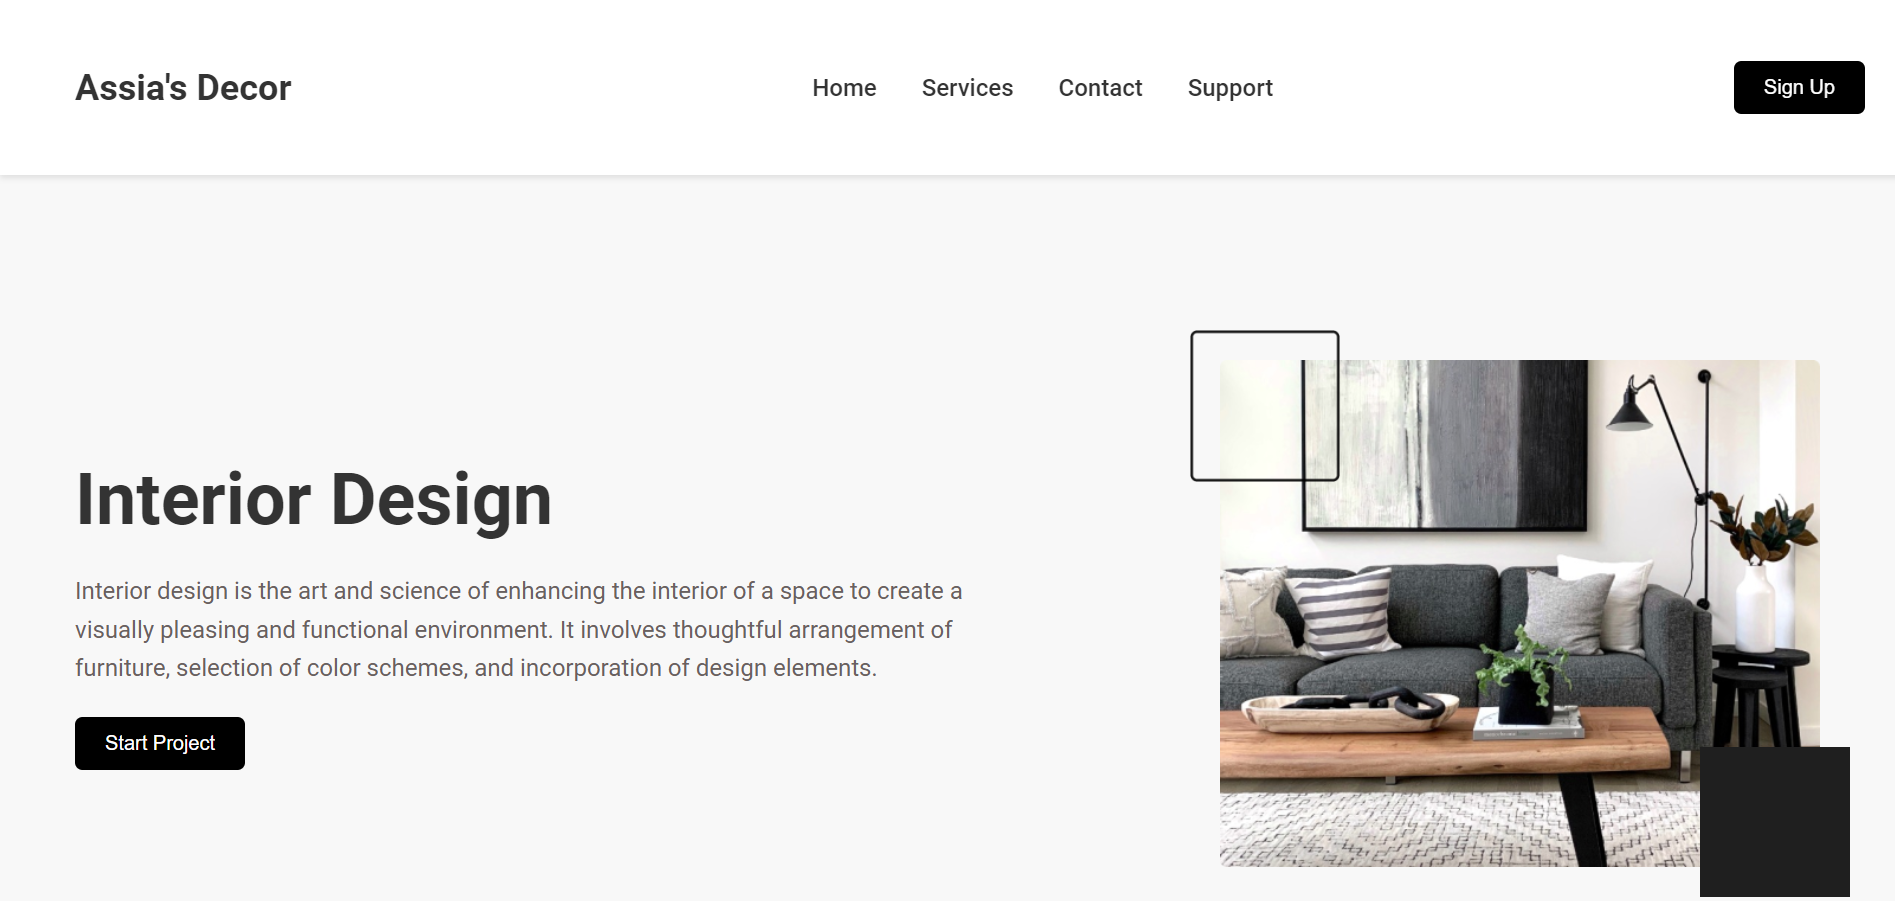 Assia's Decor
Home
Services
Contact
Support
Sign Up
Interior Design
Interior design is the art and science of enhancing the interior of a space to create a
visually pleasing and functional environment. It involves thoughtful arrangement of
furniture, selection of color schemes, and incorporation of design elements.
Start Project